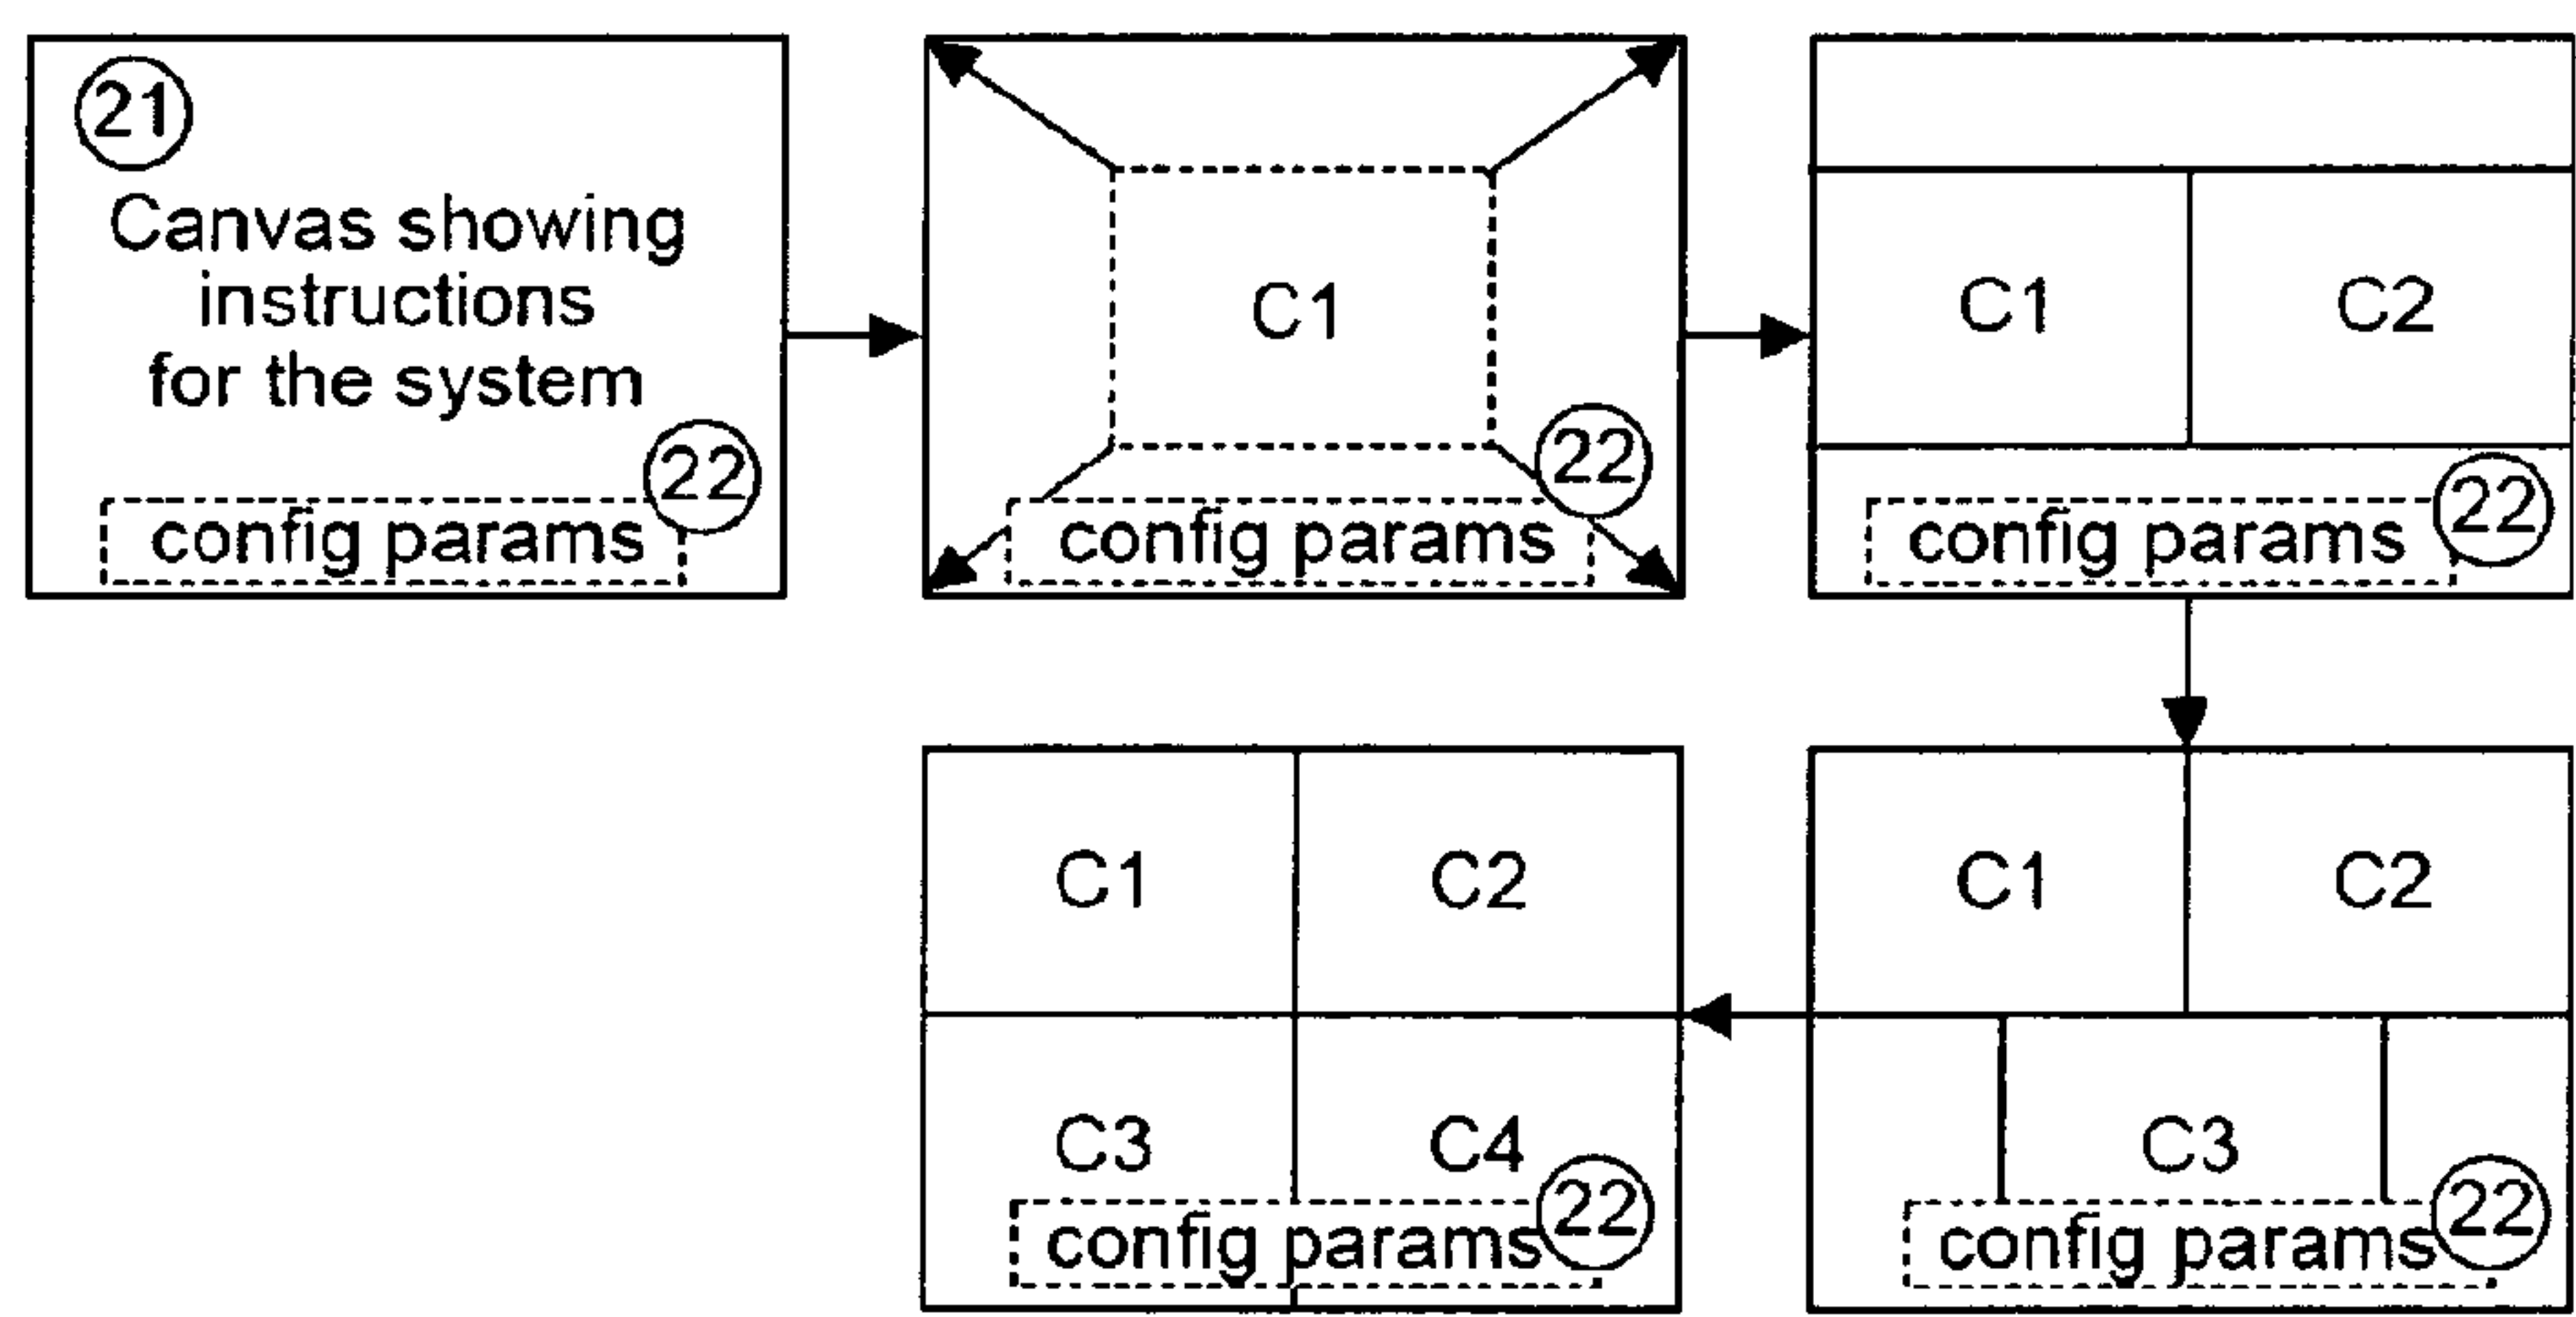 21
Canvas showing
instructions
for the system
22
config params
C1
22
config params
C1 C2
22
config params
C1 C2
C3
22
config params
C1 C2
C3 C4
22
config params